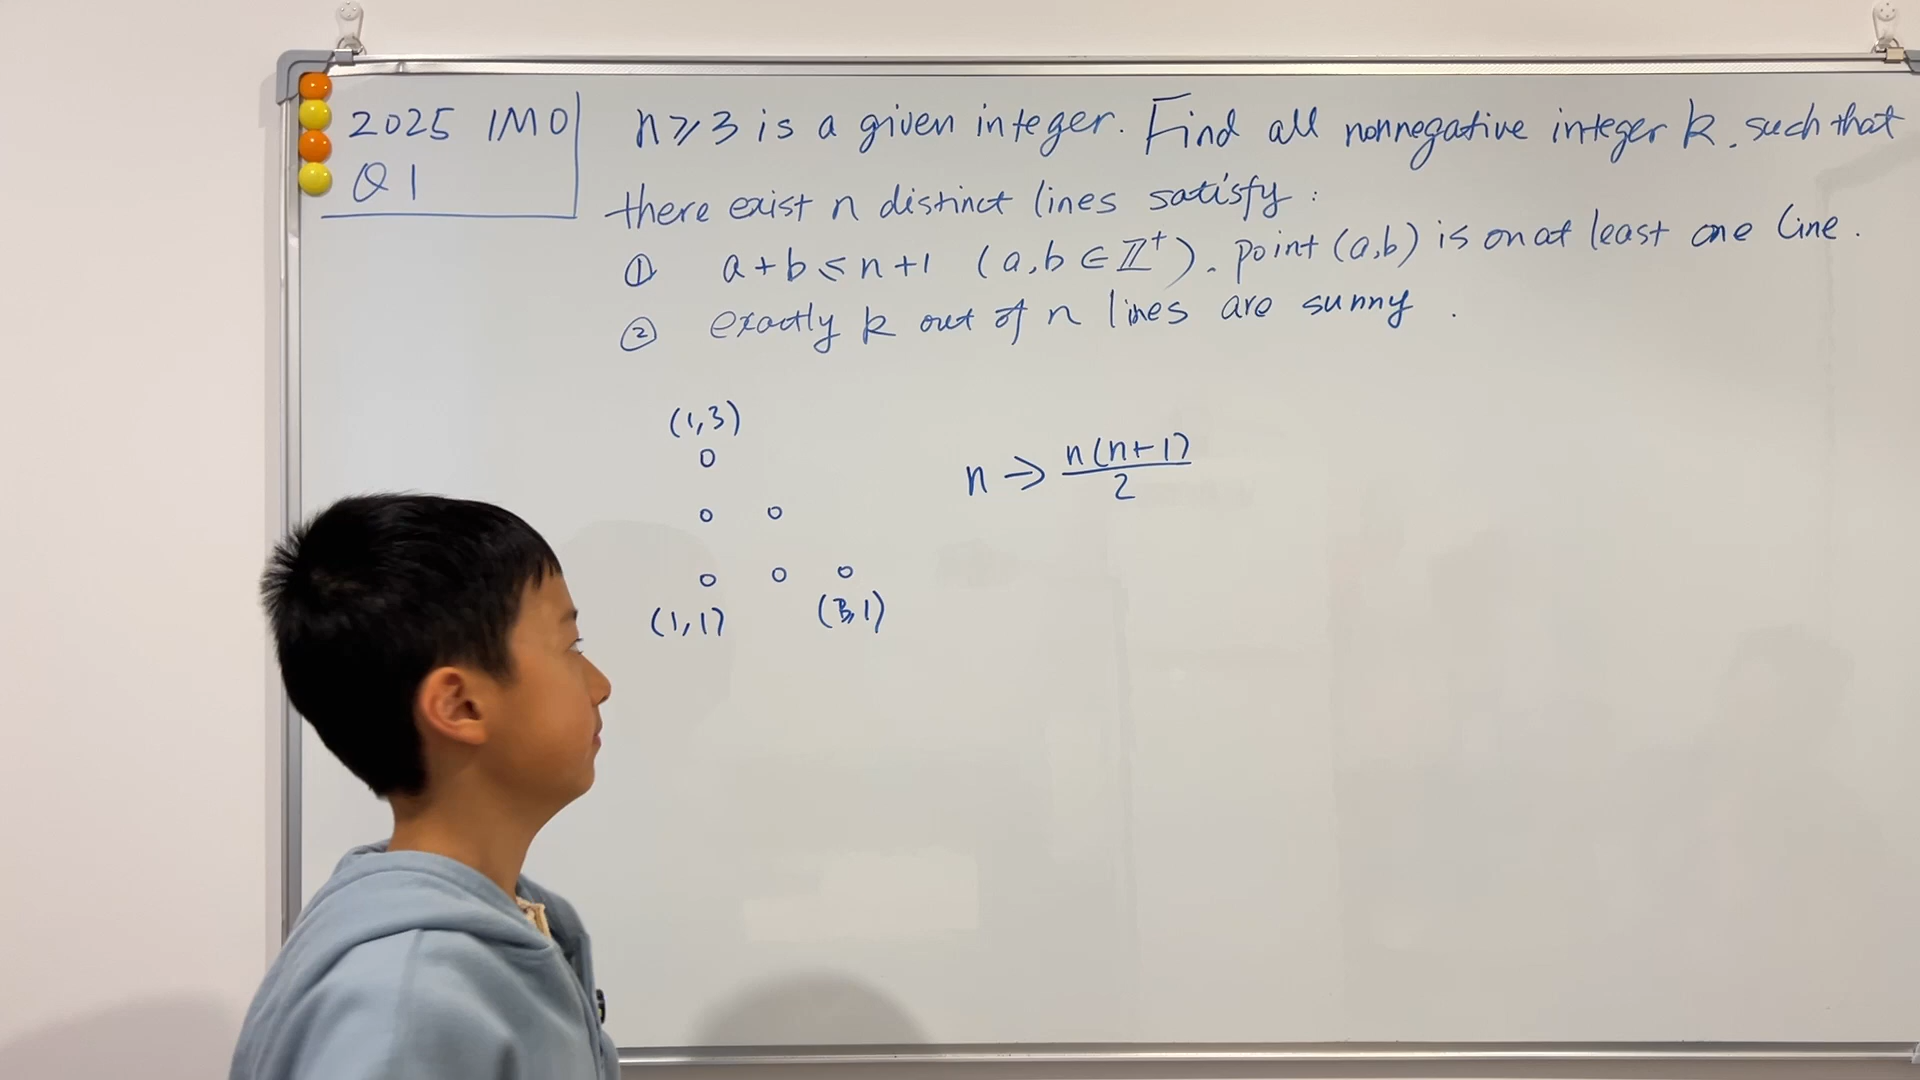 2025 IMO
Q1
n⩾3 is a given integer. Find all nonnegative integer k. such that
there exist n distinct lines satisfy:
① a+b⩽n+1 (a,b∈ℤ⁺). point (a,b) is on at least one line.
② exactly k out of n lines are sunny.
(1,3)
n → n(n+1)/2
(1,1) (3,1)